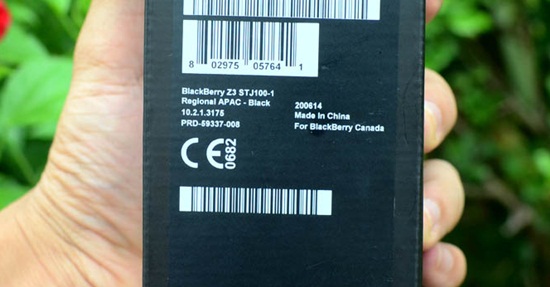 8 02975 05764 1
BlackBerry Z3 STJ100-1
Regional APAC - Black
10.2.1.3175
PRD-59337-008
200614
Made In China
For BlackBerry Canada
CE 0682